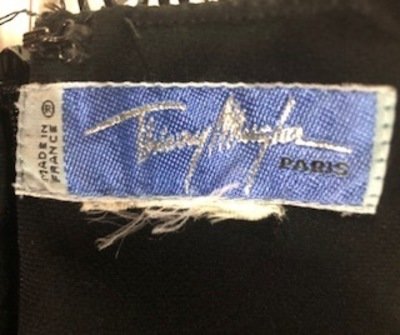 Thierry Mugler
PARIS
MADE IN
FRANCE
®